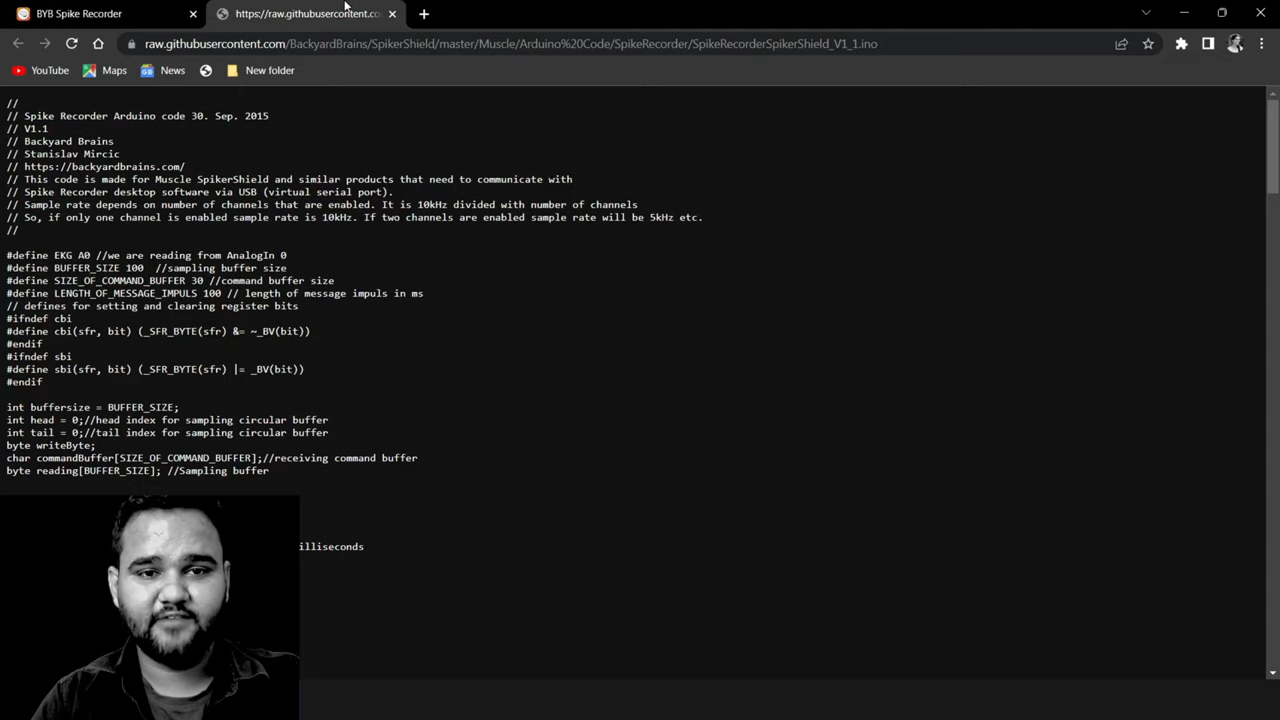 BYB Spike Recorder
https://raw.githubusercontent.co
raw.githubusercontent.com/BackyardBrains/SpikerShield/master/Muscle/Arduino%20Code/SpikeRecorder/SpikeRecorderSpikerShield_V1_1.ino
YouTube
Maps
News
New folder
//
// Spike Recorder Arduino code 30. Sep. 2015
// V1.1
// Backyard Brains
// Stanislav Mircic
// https://backyardbrains.com/
// This code is made for Muscle SpikerShield and similar products that need to communicate with
// Spike Recorder desktop software via USB (virtual serial port).
// Sample rate depends on number of channels that are enabled. It is 10kHz divided with number of channels
// So, if only one channel is enabled sample rate is 10kHz. If two channels are enabled sample rate will be 5kHz etc.
//
#define EKG A0 //we are reading from AnalogIn 0
#define BUFFER_SIZE 100  //sampling buffer size
#define SIZE_OF_COMMAND_BUFFER 30 //command buffer size
#define LENGTH_OF_MESSAGE_IMPULS 100 // length of message impuls in ms
// defines for setting and clearing register bits
#ifndef cbi
#define cbi(sfr, bit) (_SFR_BYTE(sfr) &= ~_BV(bit))
#endif
#ifndef sbi
#define sbi(sfr, bit) (_SFR_BYTE(sfr) |= _BV(bit))
#endif
int buffersize = BUFFER_SIZE;
int head = 0;//head index for sampling circular buffer
int tail = 0;//tail index for sampling circular buffer
byte writeByte;
char commandBuffer[SIZE_OF_COMMAND_BUFFER];//receiving command buffer
byte reading[BUFFER_SIZE]; //Sampling buffer
illiseconds